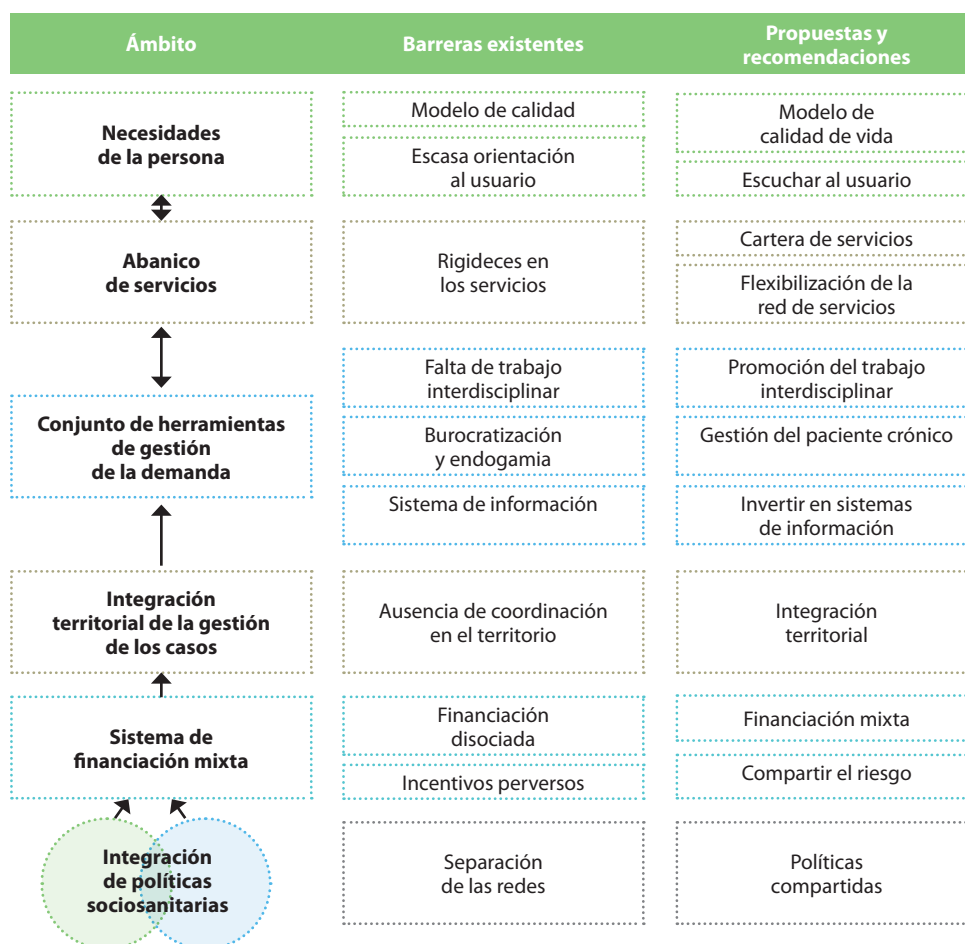 Ámbito
Barreras existentes
Propuestas y
recomendaciones
Necesidades
de la persona
Modelo de calidad
Escasa orientación
al usuario
Modelo de
calidad de vida
Escuchar al usuario
Abanico
de servicios
Rigideces en
los servicios
Cartera de servicios
Flexibilización de la
red de servicios
Conjunto de herramientas
de gestión
de la demanda
Falta de trabajo
interdisciplinar
Burocratización
y endogamia
Sistema de información
Promoción del trabajo
interdisciplinar
Gestión del paciente crónico
Invertir en sistemas
de información
Integración
territorial de la gestión
de los casos
Ausencia de coordinación
en el territorio
Integración
territorial
Sistema de
financiación mixta
Financiación
disociada
Incentivos perversos
Financiación mixta
Compartir el riesgo
Integración
de políticas
sociosanitarias
Separación
de las redes
Políticas
compartidas